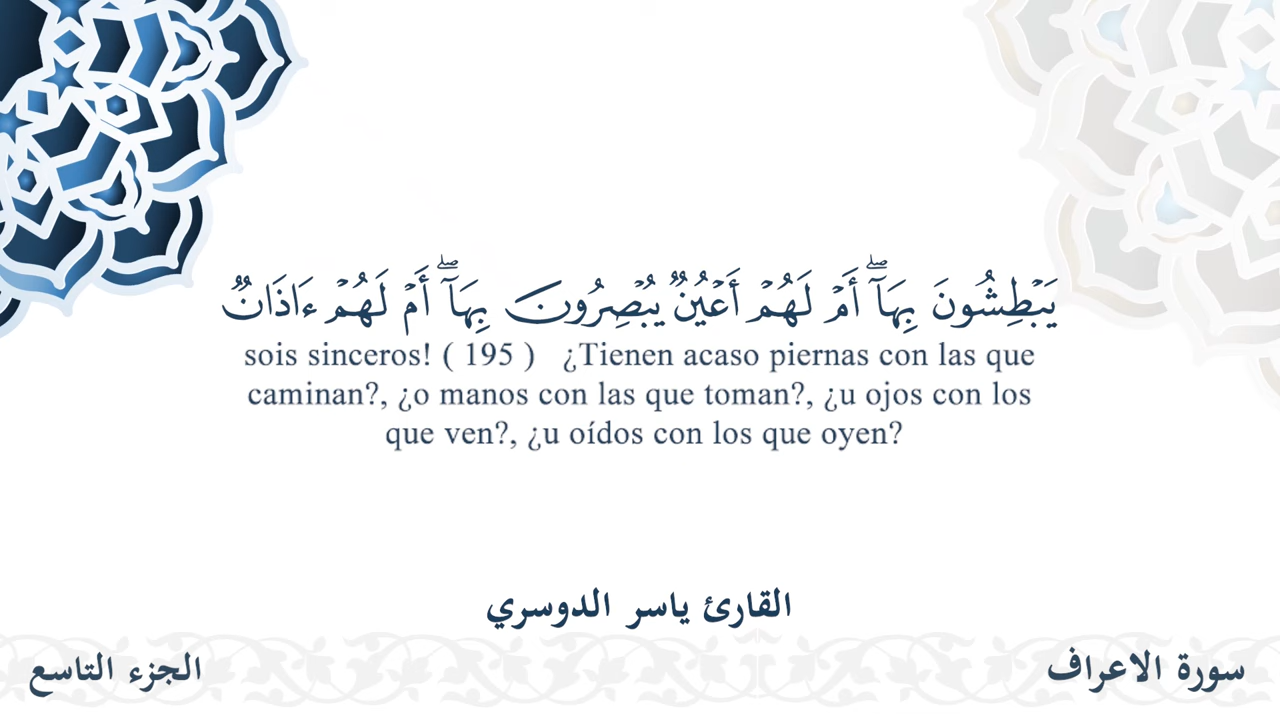 يَبۡطِشُونَ بِهَآۖ أَمۡ لَهُمۡ أَعۡيُنٞ يُبۡصِرُونَ بِهَآۖ أَمۡ لَهُمۡ ءَاذَانٞ
sois sinceros! ( 195 ) ¿Tienen acaso piernas con las que
caminan?, ¿o manos con las que toman?, ¿u ojos con los
que ven?, ¿u oídos con los que oyen?
القارئ ياسر الدوسري
سورة الاعراف
الجزء التاسع